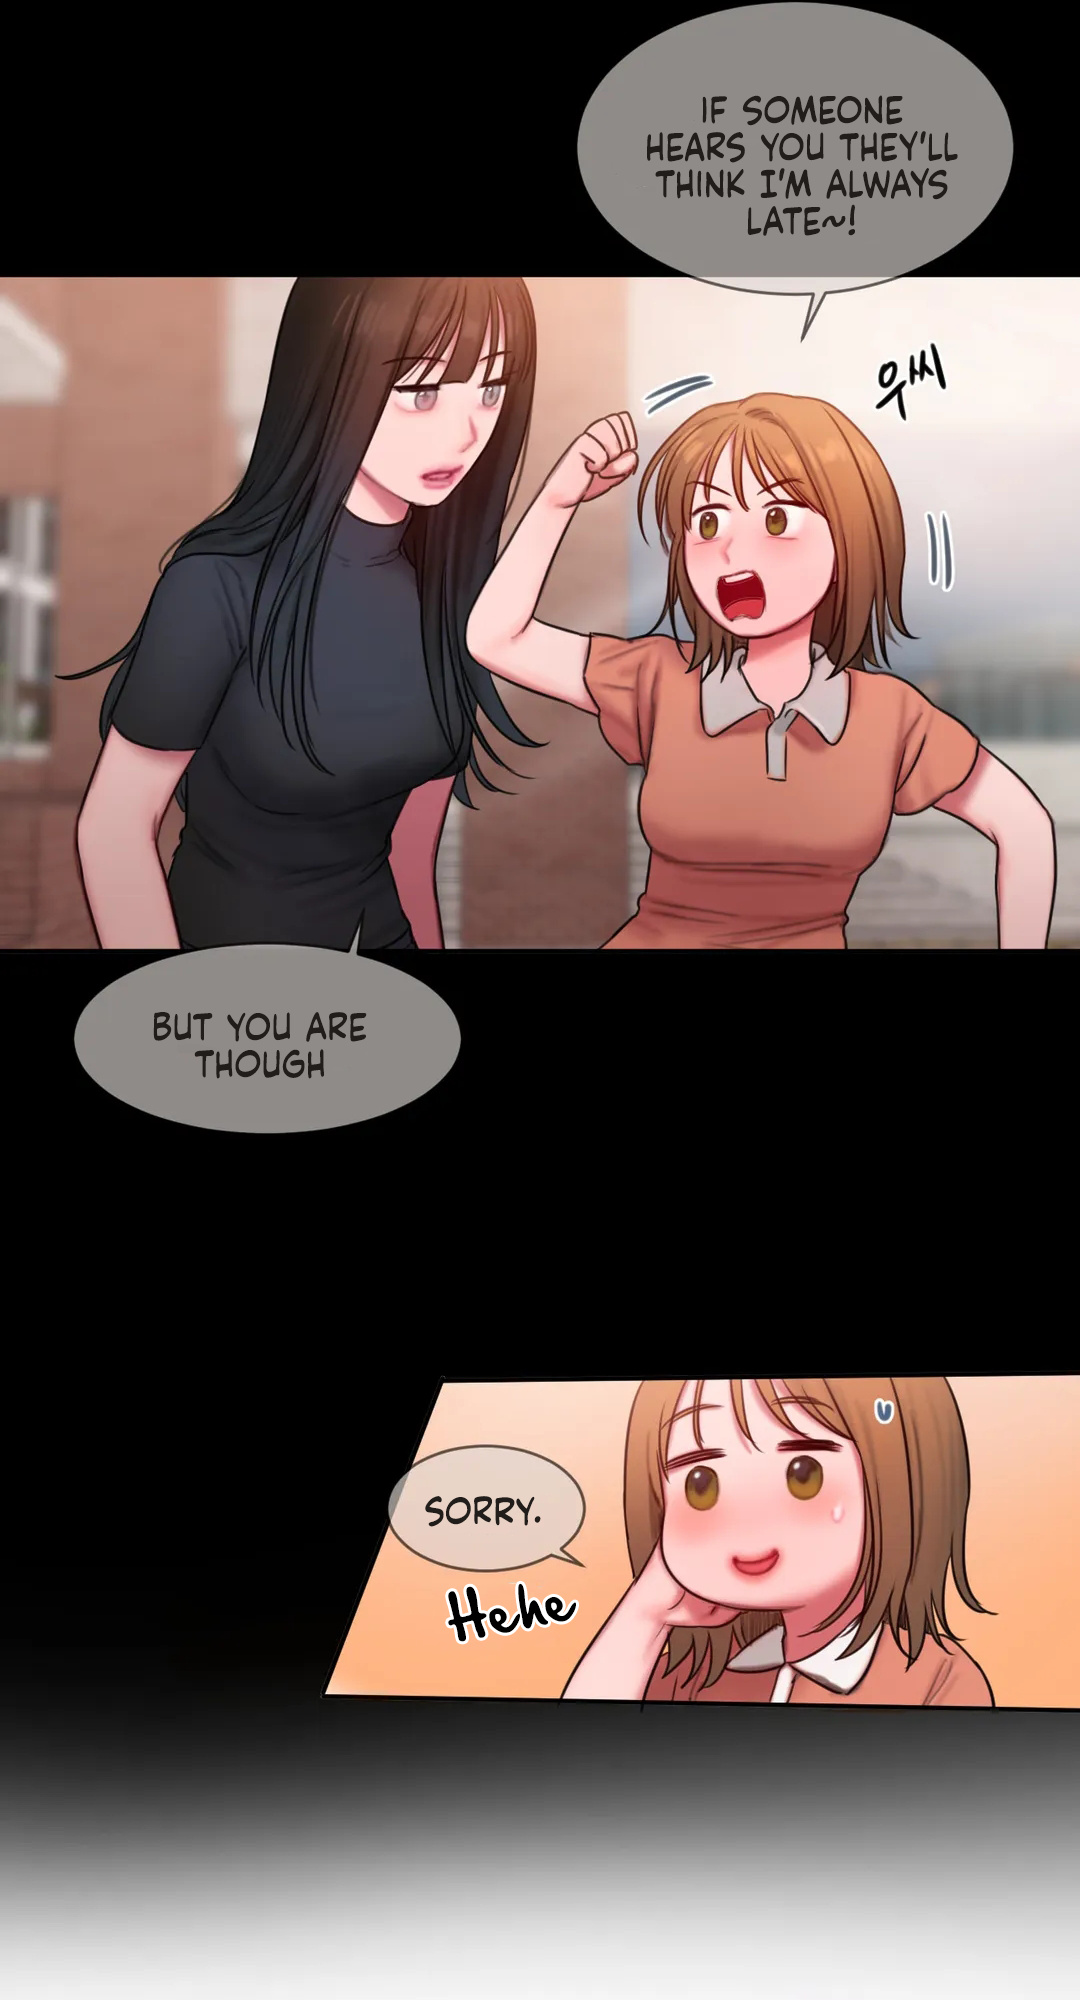 IF SOMEONE
HEARS YOU THEY'LL
THINK I'M ALWAYS
LATE~!
우씨
BUT YOU ARE
THOUGH
SORRY.
Hehe